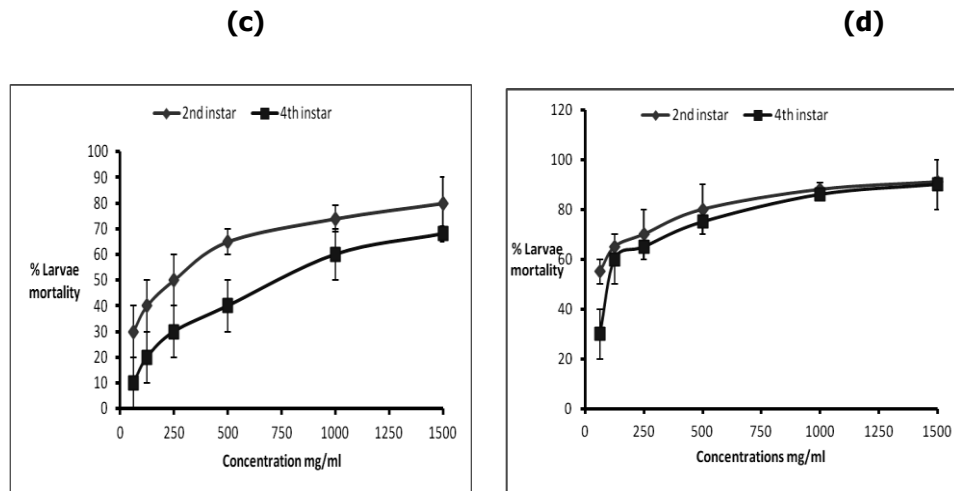 (c)
(d)
2nd instar 4th instar
100
90
80
70
60
50
40
30
20
10
0
% Larvae
mortality
0 250 500 750 1000 1250 1500
Concentration mg/ml
2nd instar 4th instar
120
100
80
60
40
20
0
% Larvae
mortality
0 250 500 750 1000 1250 1500
Concentrations mg/ml